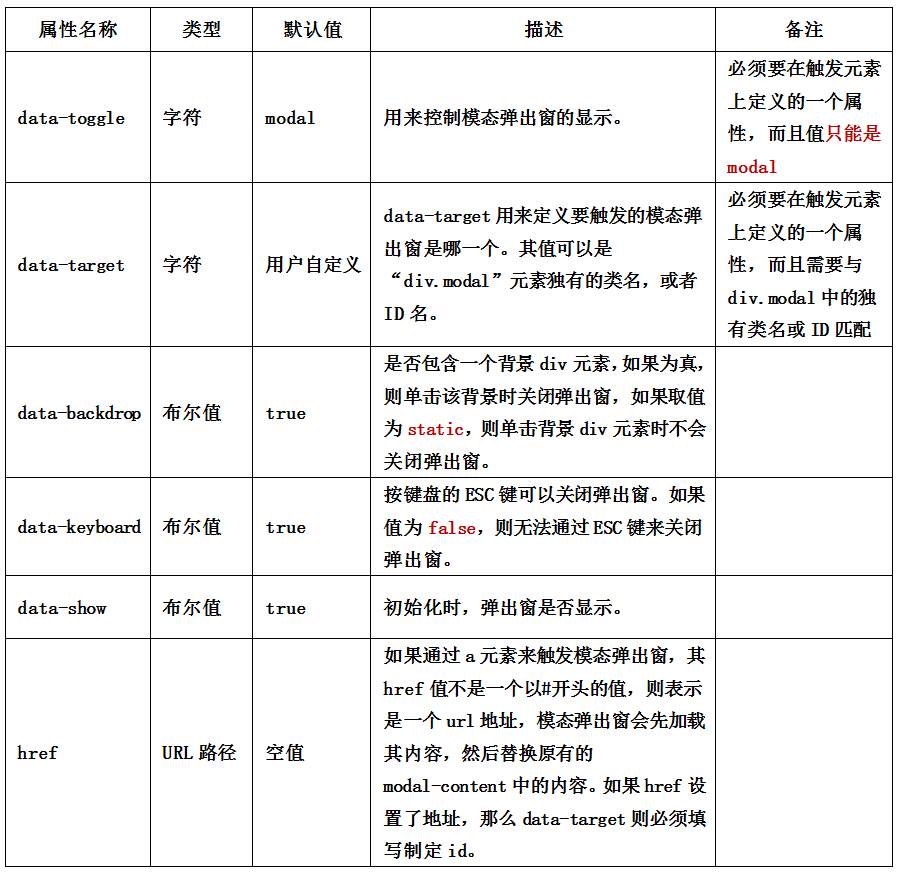 属性名称 类型 默认值 描述 备注
data-toggle 字符 modal 用来控制模态弹出窗的显示。
必须要在触发元素
上定义的一个属
性，而且值只能是
modal
data-target 字符 用户自定义
data-target 用来定义要触发的模态弹
出窗是哪一个。其值可以是
“div.modal”元素独有的类名，或者
ID 名。
必须要在触发元素
上定义的一个属
性，而且需要与
div.modal 中的独
有类名或 ID 匹配
data-backdrop 布尔值 true
是否包含一个背景 div 元素，如果为真，
则单击该背景时关闭弹出窗，如果取值
为 static，则单击背景 div 元素时不会
关闭弹出窗。
data-keyboard 布尔值 true
按键盘的 ESC 键可以关闭弹出窗。如果
值为 false，则无法通过 ESC 键来关闭
弹出窗。
data-show 布尔值 true 初始化时，弹出窗是否显示。
href URL 路径 空值
如果通过 a 元素来触发模态弹出窗，其
href 值不是一个以#开头的值，则表示
是一个 url 地址，模态弹出窗会先加载
其内容，然后替换原有的
modal-content 中的内容。如果 href 设
置了地址，那么 data-target 则必须填
写制定 id。